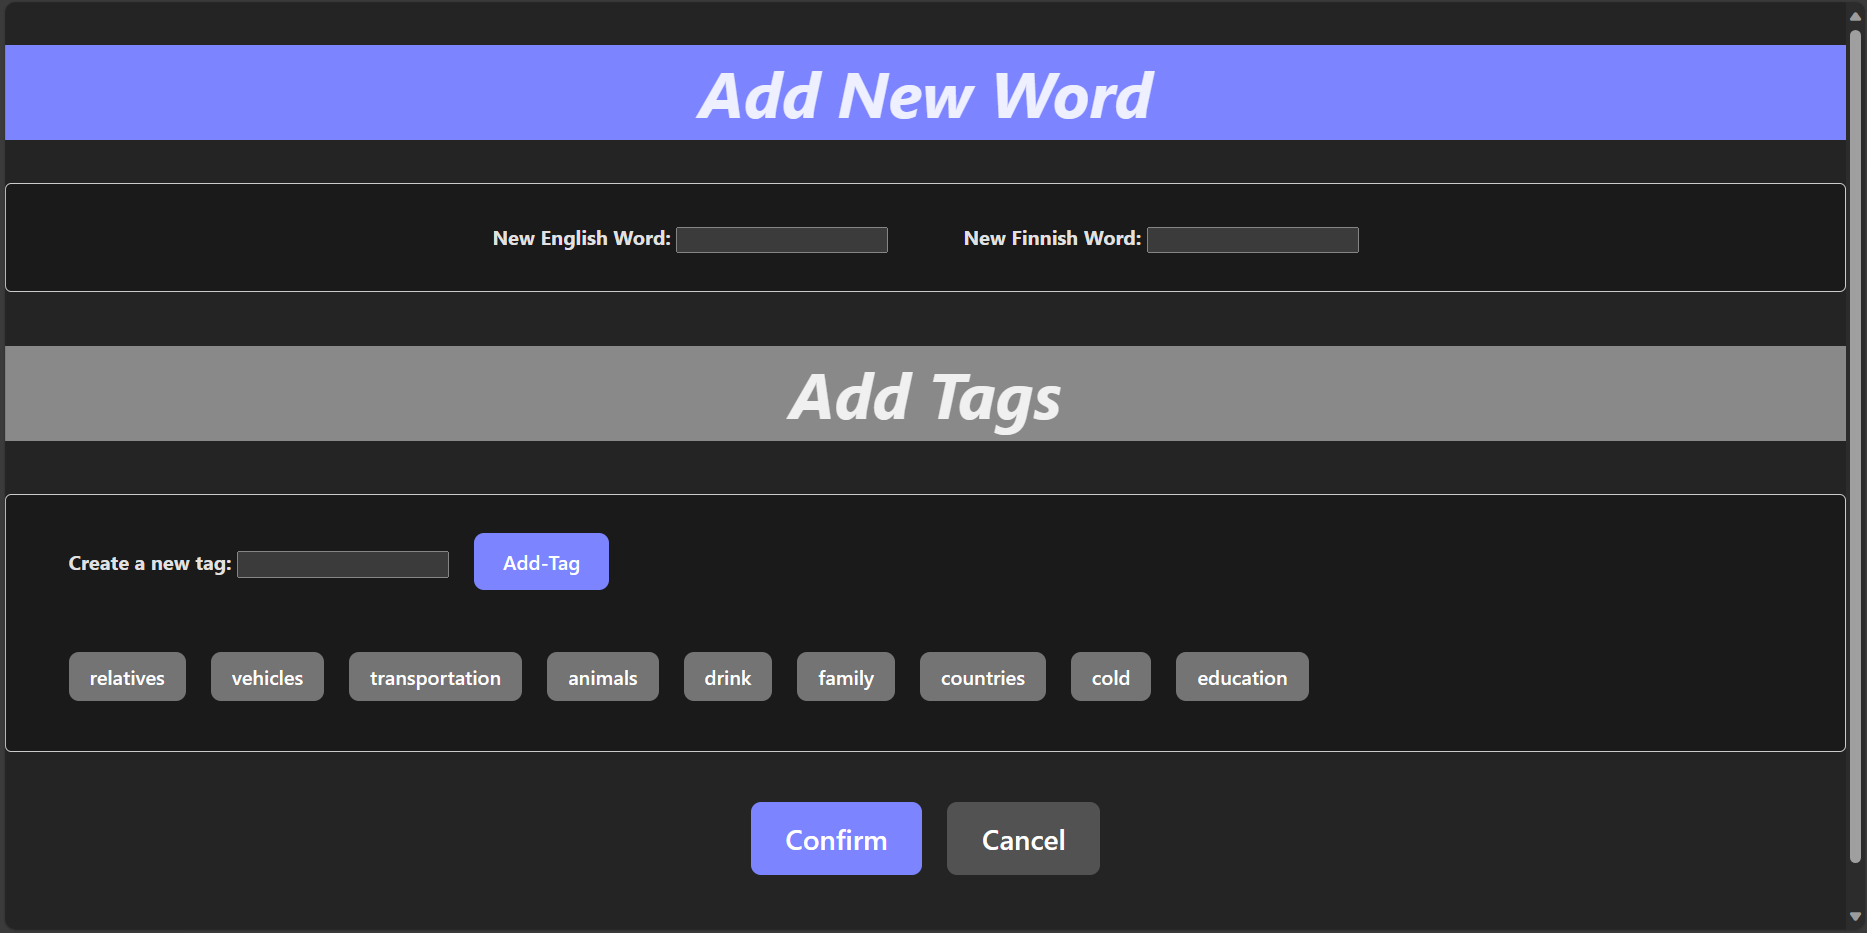 Add New Word
New English Word: New Finnish Word:
Add Tags
Create a new tag: Add-Tag
relatives vehicles transportation animals drink family countries cold education
Confirm Cancel